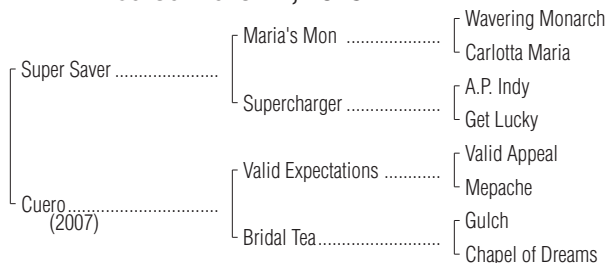 Wavering Monarch
Maria's Mon ....................
Carlotta Maria
Super Saver ......................
A.P. Indy
Supercharger ....................
Get Lucky
Valid Appeal
Valid Expectations ............
Mepache
Cuero................................
(2007)
Gulch
Bridal Tea.........................
Chapel of Dreams